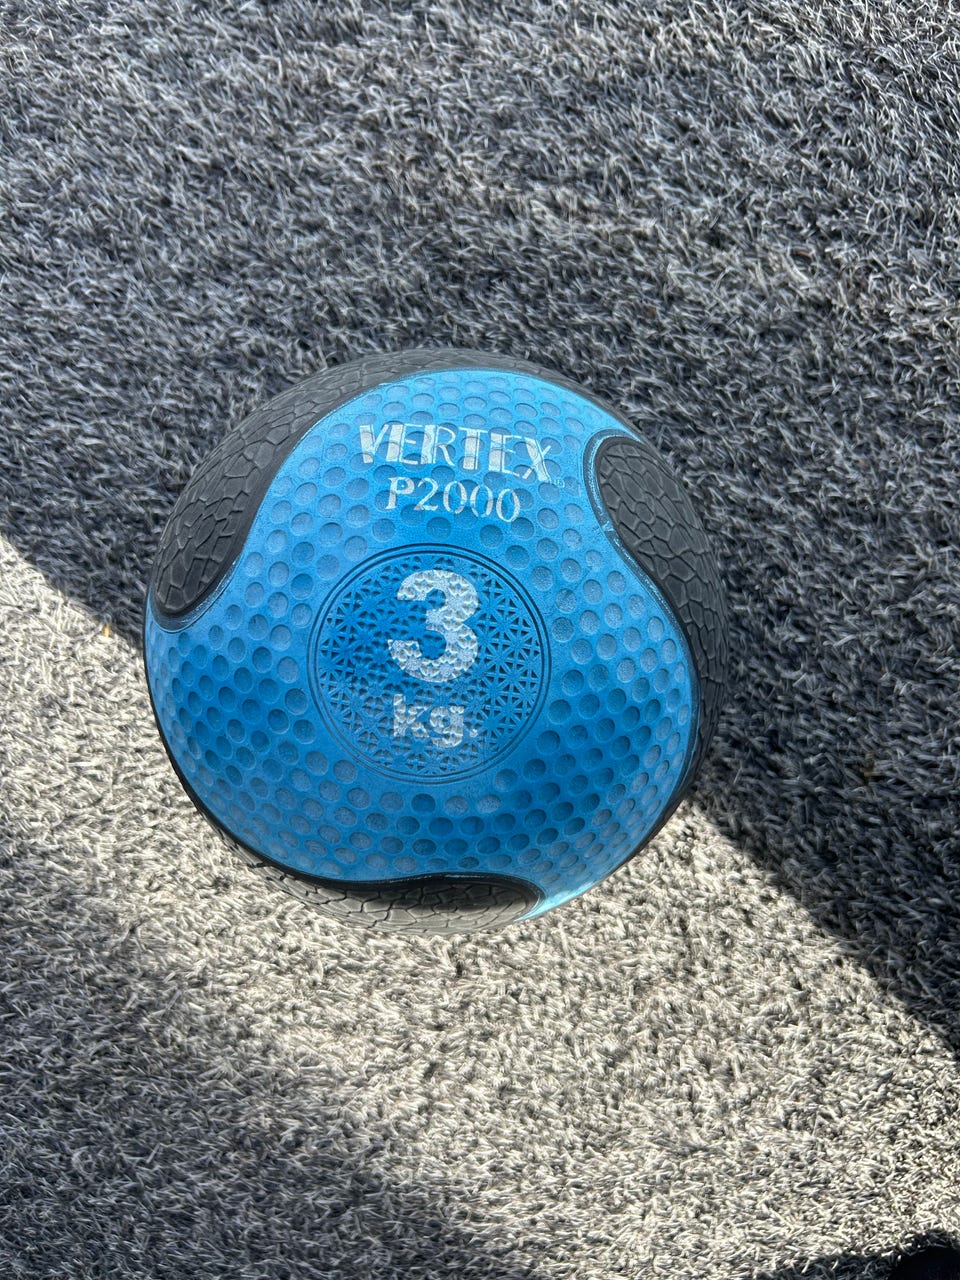 VERTEX
P2000
3
kg.